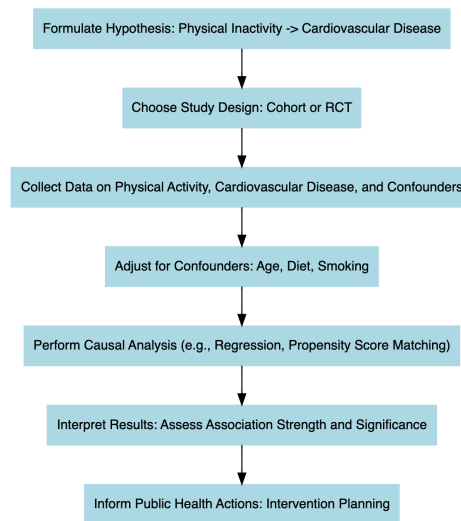 Formulate Hypothesis: Physical Inactivity -> Cardiovascular Disease
Choose Study Design: Cohort or RCT
Collect Data on Physical Activity, Cardiovascular Disease, and Confounders
Adjust for Confounders: Age, Diet, Smoking
Perform Causal Analysis (e.g., Regression, Propensity Score Matching)
Interpret Results: Assess Association Strength and Significance
Inform Public Health Actions: Intervention Planning